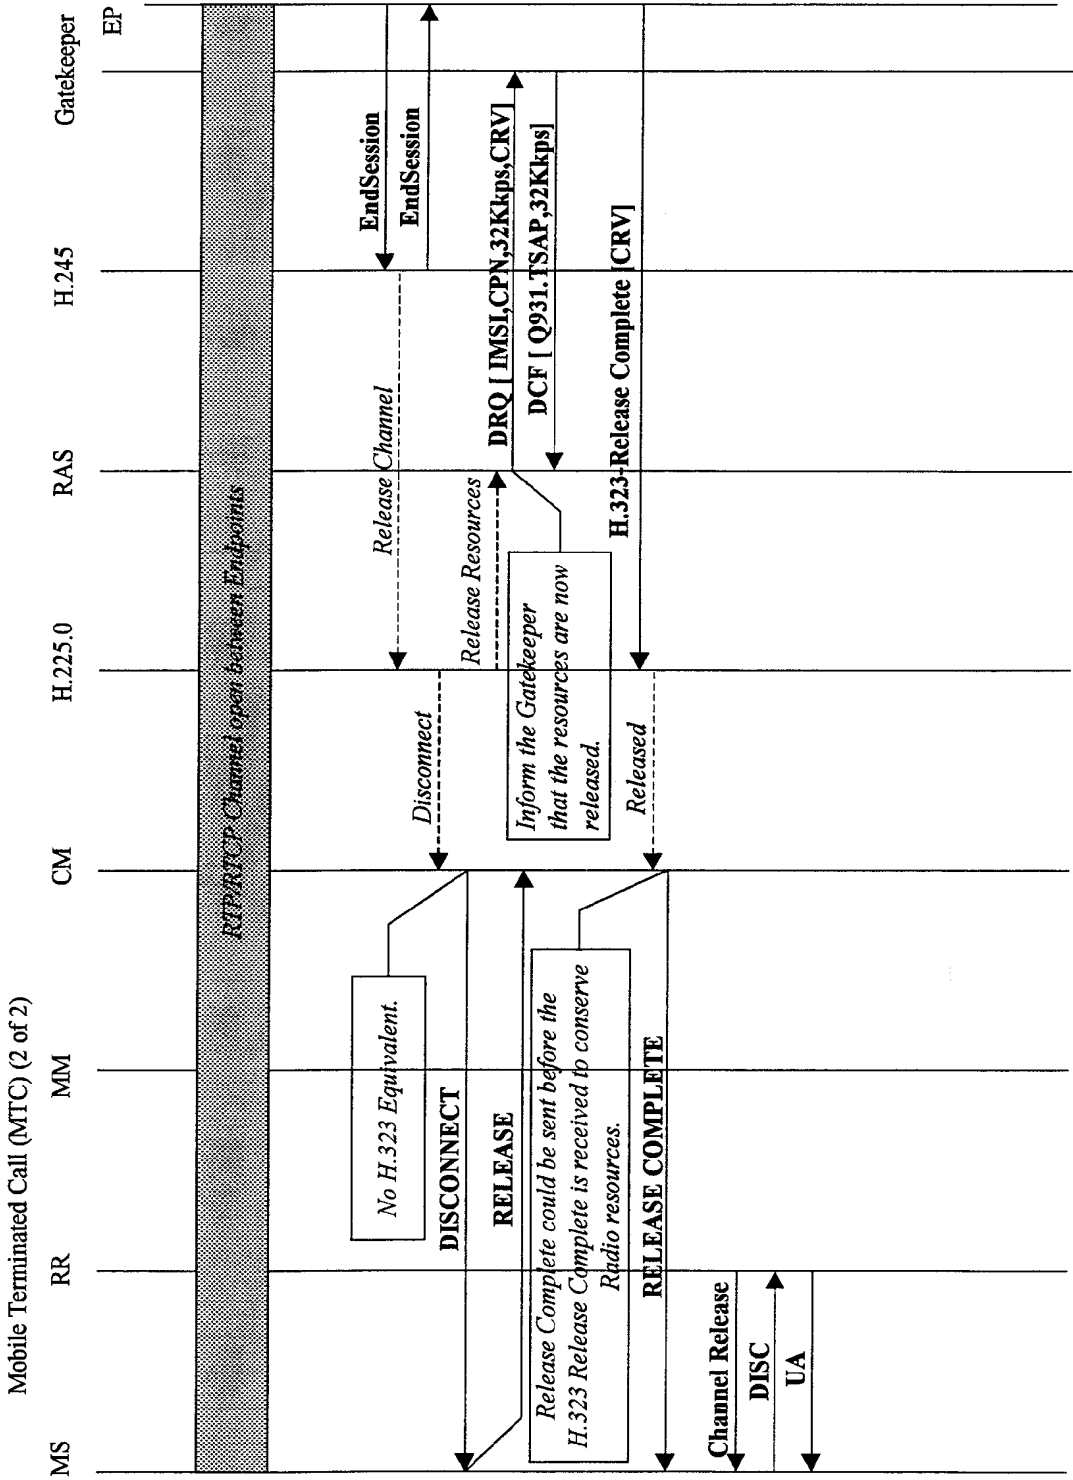 Mobile Terminated Call (MTC) (2 of 2)
MS
RR
MM
CM
H.225.0
RAS
H.245
Gatekeeper
EP
RTP/RTCP Channel open between Endpoints
EndSession
EndSession
Release Channel
No H.323 Equivalent.
Disconnect
DISCONNECT
Release Resources
DRQ [ IMSI,CPN,32Kkps,CRV]
RELEASE
DCF [ Q931.TSAP,32Kkps]
Inform the Gatekeeper
that the resources are now
released.
Release Complete could be sent before the
H.323 Release Complete is received to conserve
Radio resources.
H.323-Release Complete [CRV]
Released
RELEASE COMPLETE
Channel Release
DISC
UA